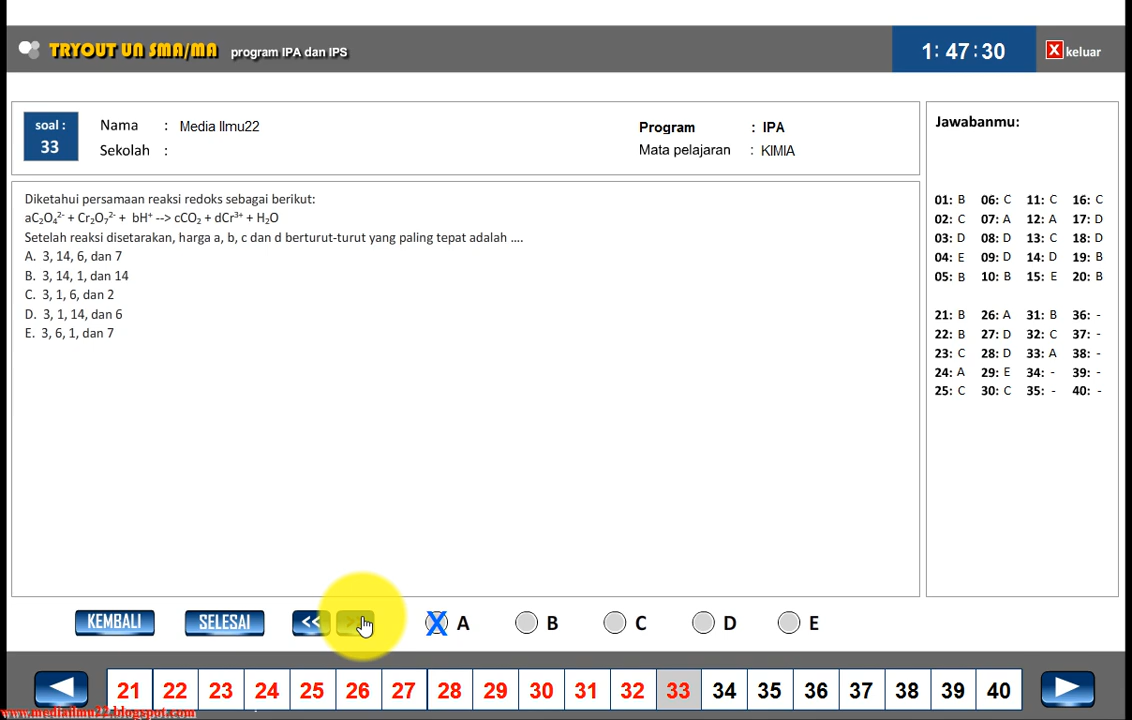 TRYOUT UN SMA/MA program IPA dan IPS
1: 47: 30
X keluar
soal :
33
Nama : Media Ilmu22
Sekolah :
Program : IPA
Mata pelajaran : KIMIA
Jawabanmu:
Diketahui persamaan reaksi redoks sebagai berikut:
aC₂O₄²⁻ + Cr₂O₇²⁻ + bH⁺ --> cCO₂ + dCr³⁺ + H₂O
Setelah reaksi disetarakan, harga a, b, c dan d berturut-turut yang paling tepat adalah ....
A. 3, 14, 6, dan 7
B. 3, 14, 1, dan 14
C. 3, 1, 6, dan 2
D. 3, 1, 14, dan 6
E. 3, 6, 1, dan 7
01: B 06: C 11: C 16: C
02: C 07: A 12: A 17: D
03: D 08: D 13: C 18: D
04: E 09: D 14: D 19: B
05: B 10: B 15: E 20: B
21: B 26: A 31: B 36: -
22: B 27: D 32: C 37: -
23: C 28: D 33: A 38: -
24: A 29: E 34: - 39: -
25: C 30: C 35: - 40: -
KEMBALI SELESAI << >> X A B C D E
21 22 23 24 25 26 27 28 29 30 31 32 33 34 35 36 37 38 39 40
www.mediailmu22.blogspot.com